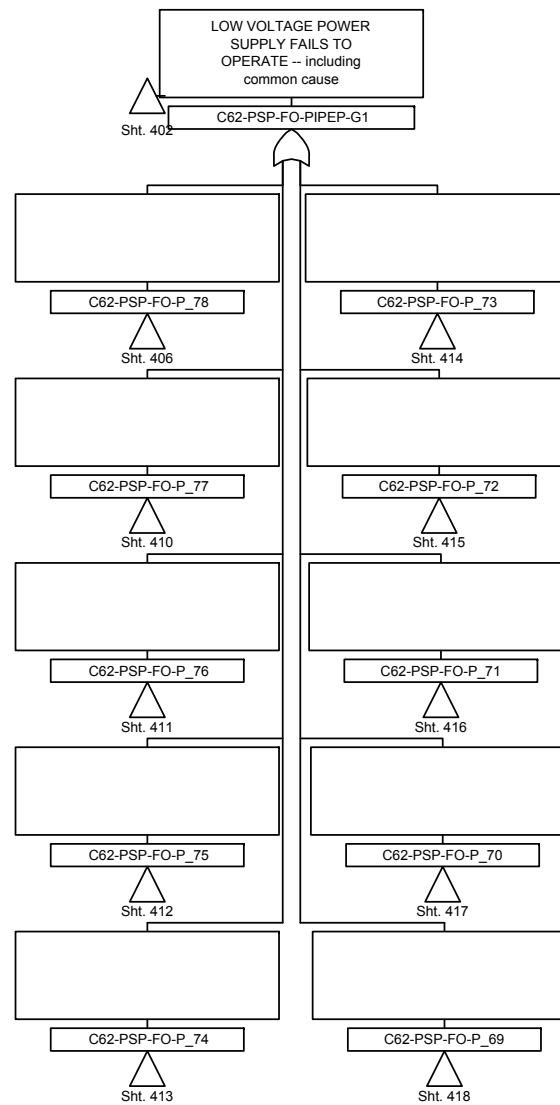 LOW VOLTAGE POWER
SUPPLY FAILS TO
OPERATE -- including
common cause
Sht. 402
C62-PSP-FO-PIPEP-G1
C62-PSP-FO-P_78
Sht. 406
C62-PSP-FO-P_73
Sht. 414
C62-PSP-FO-P_77
Sht. 410
C62-PSP-FO-P_72
Sht. 415
C62-PSP-FO-P_76
Sht. 411
C62-PSP-FO-P_71
Sht. 416
C62-PSP-FO-P_75
Sht. 412
C62-PSP-FO-P_70
Sht. 417
C62-PSP-FO-P_74
Sht. 413
C62-PSP-FO-P_69
Sht. 418